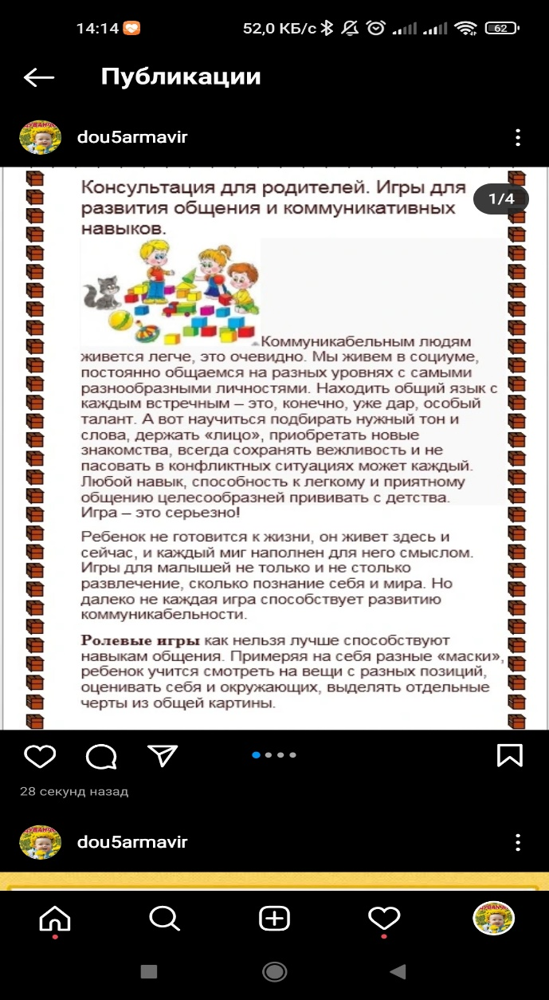 14:14
52,0 КБ/с
62
Публикации
dou5armavir
1/4
Консультация для родителей. Игры для
развития общения и коммуникативных
навыков.
Коммуникабельным людям
живется легче, это очевидно. Мы живем в социуме,
постоянно общаемся на разных уровнях с самыми
разнообразными личностями. Находить общий язык с
каждым встречным – это, конечно, уже дар, особый
талант. А вот научиться подбирать нужный тон и
слова, держать «лицо», приобретать новые
знакомства, всегда сохранять вежливость и не
пасовать в конфликтных ситуациях может каждый.
Любой навык, способность к легкому и приятному
общению целесообразней прививать с детства.
Игра – это серьезно!
Ребенок не готовится к жизни, он живет здесь и
сейчас, и каждый миг наполнен для него смыслом.
Игры для малышей не только и не столько
развлечение, сколько познание себя и мира. Но
далеко не каждая игра способствует развитию
коммуникабельности.
Ролевые игры как нельзя лучше способствуют
навыкам общения. Примеряя на себя разные «маски»,
ребенок учится смотреть на вещи с разных позиций,
оценивать себя и окружающих, выделять отдельные
черты из общей картины.
28 секунд назад
dou5armavir